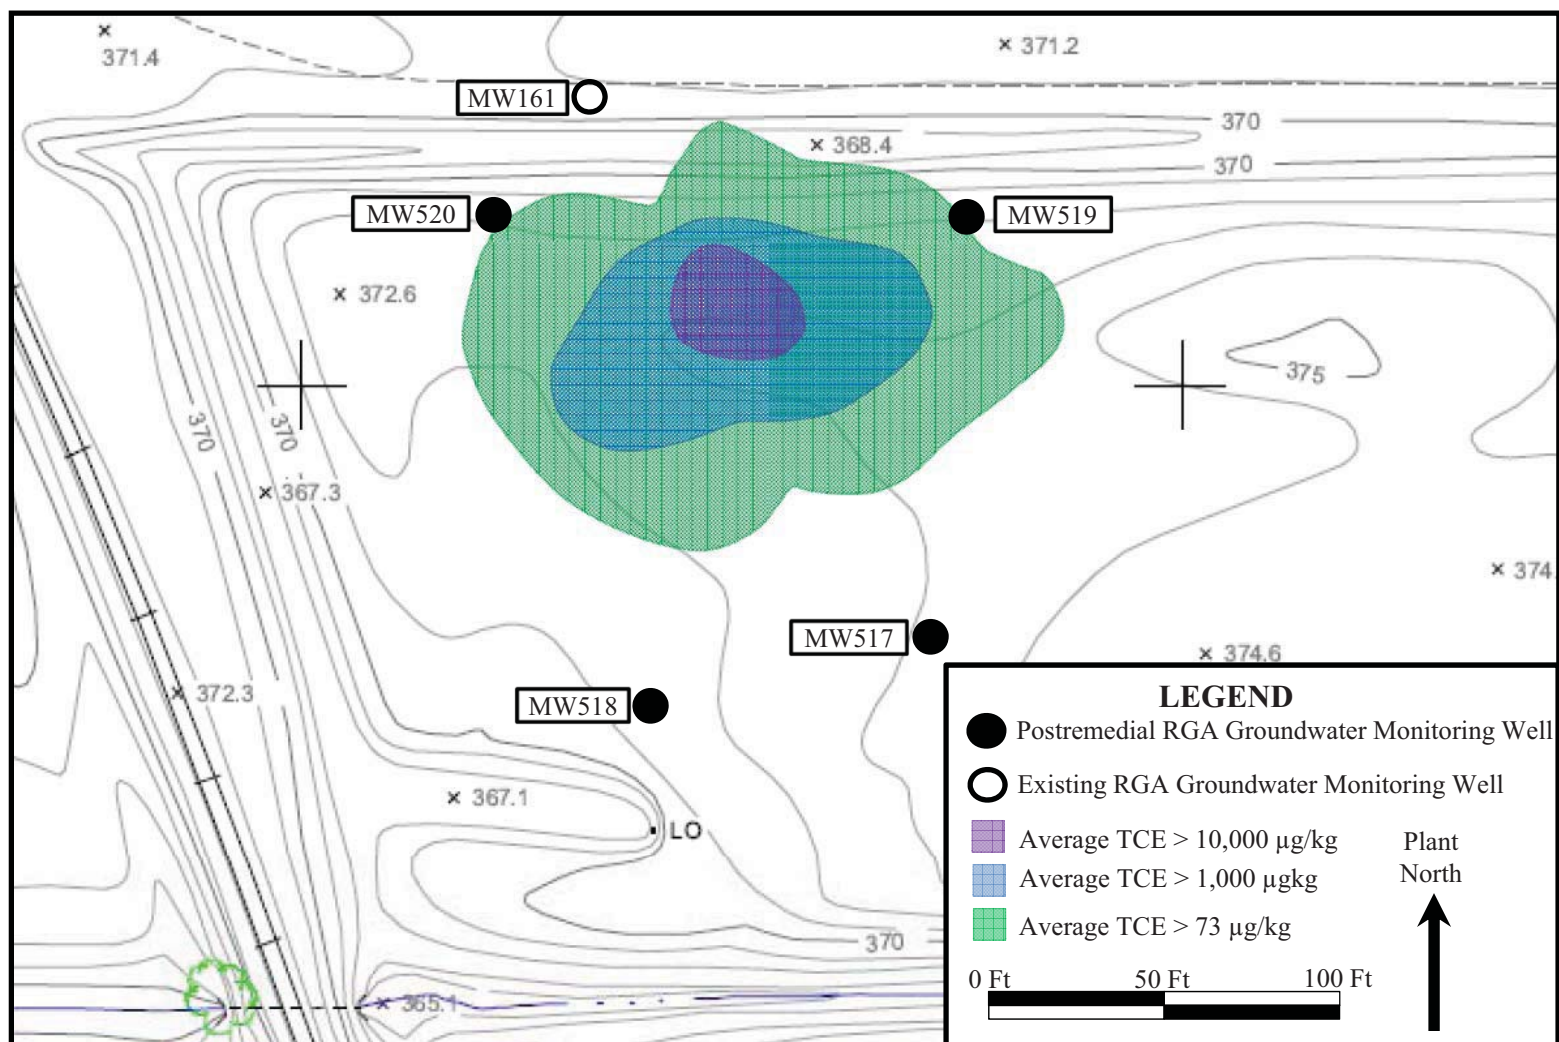 371.4
371.2
MW161
370
368.4
370
MW520
MW519
372.6
375
370
370
367.3
374.
MW517
374.6
372.3
MW518
367.1
LO
370
365.1
LEGEND
Postremedial RGA Groundwater Monitoring Well
Existing RGA Groundwater Monitoring Well
Average TCE > 10,000 µg/kg
Average TCE > 1,000 µgkg
Average TCE > 73 µg/kg
Plant
North
0 Ft 50 Ft 100 Ft